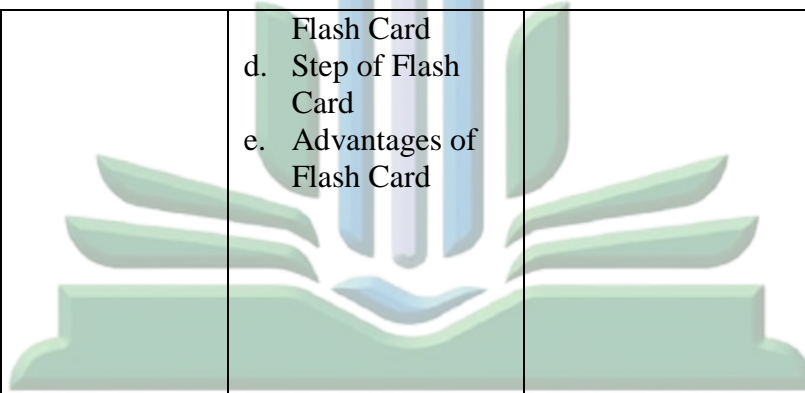 Flash Card
d. Step of Flash
Card
e. Advantages of
Flash Card